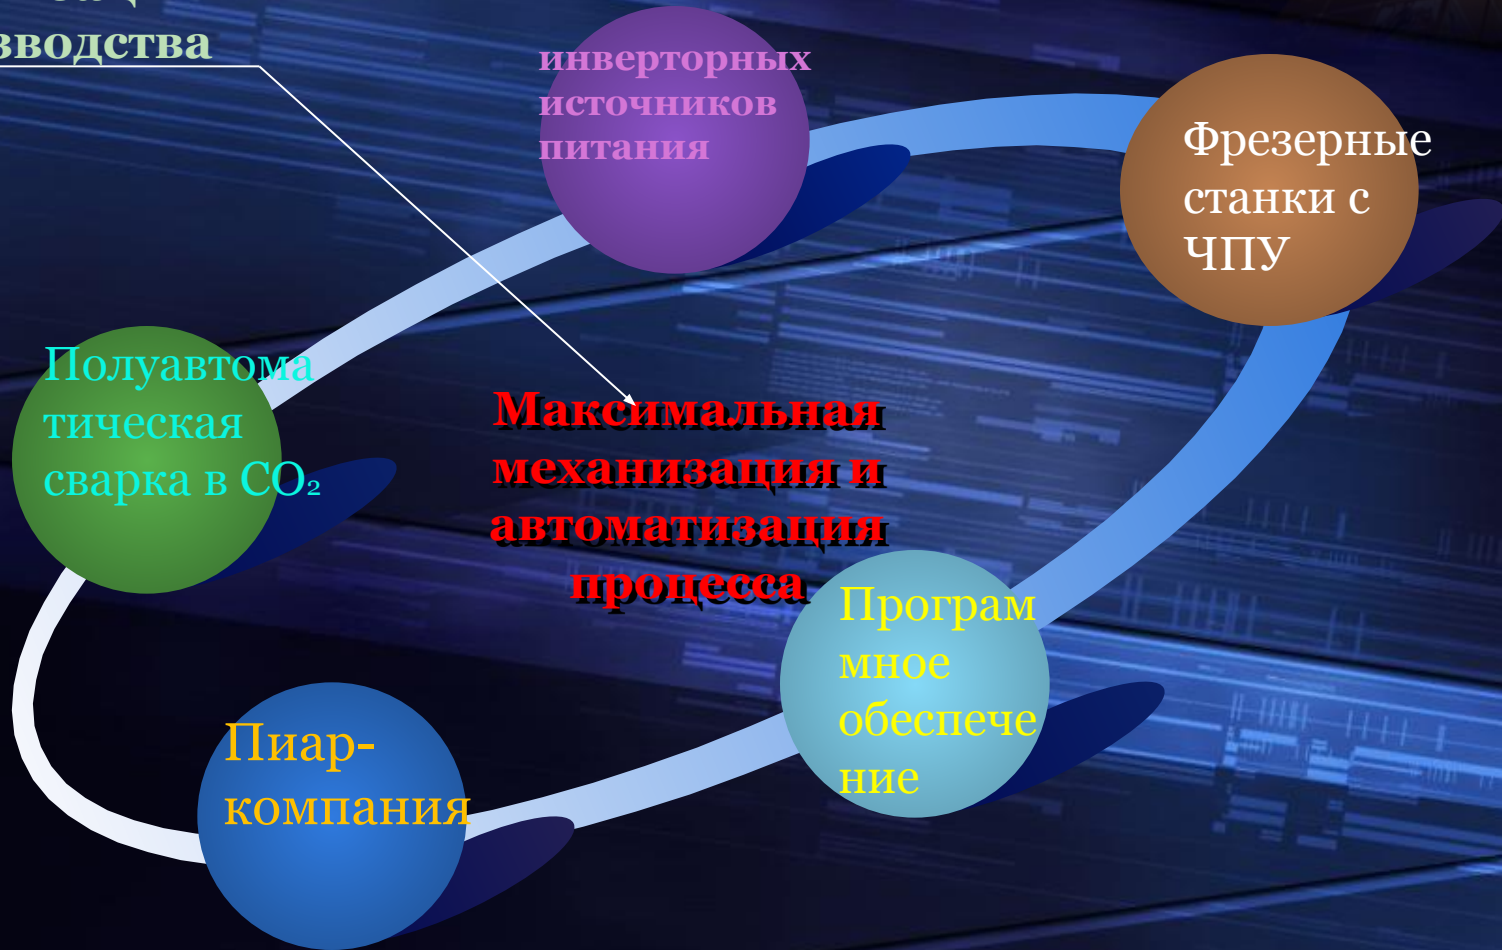 зводства
инверторных
источников
питания
Фрезерные
станки с
ЧПУ
Полуавтома
тическая
сварка в СО₂
Максимальная
механизация и
автоматизация
процесса
Програм
мное
обеспече
ние
Пиар-
компания